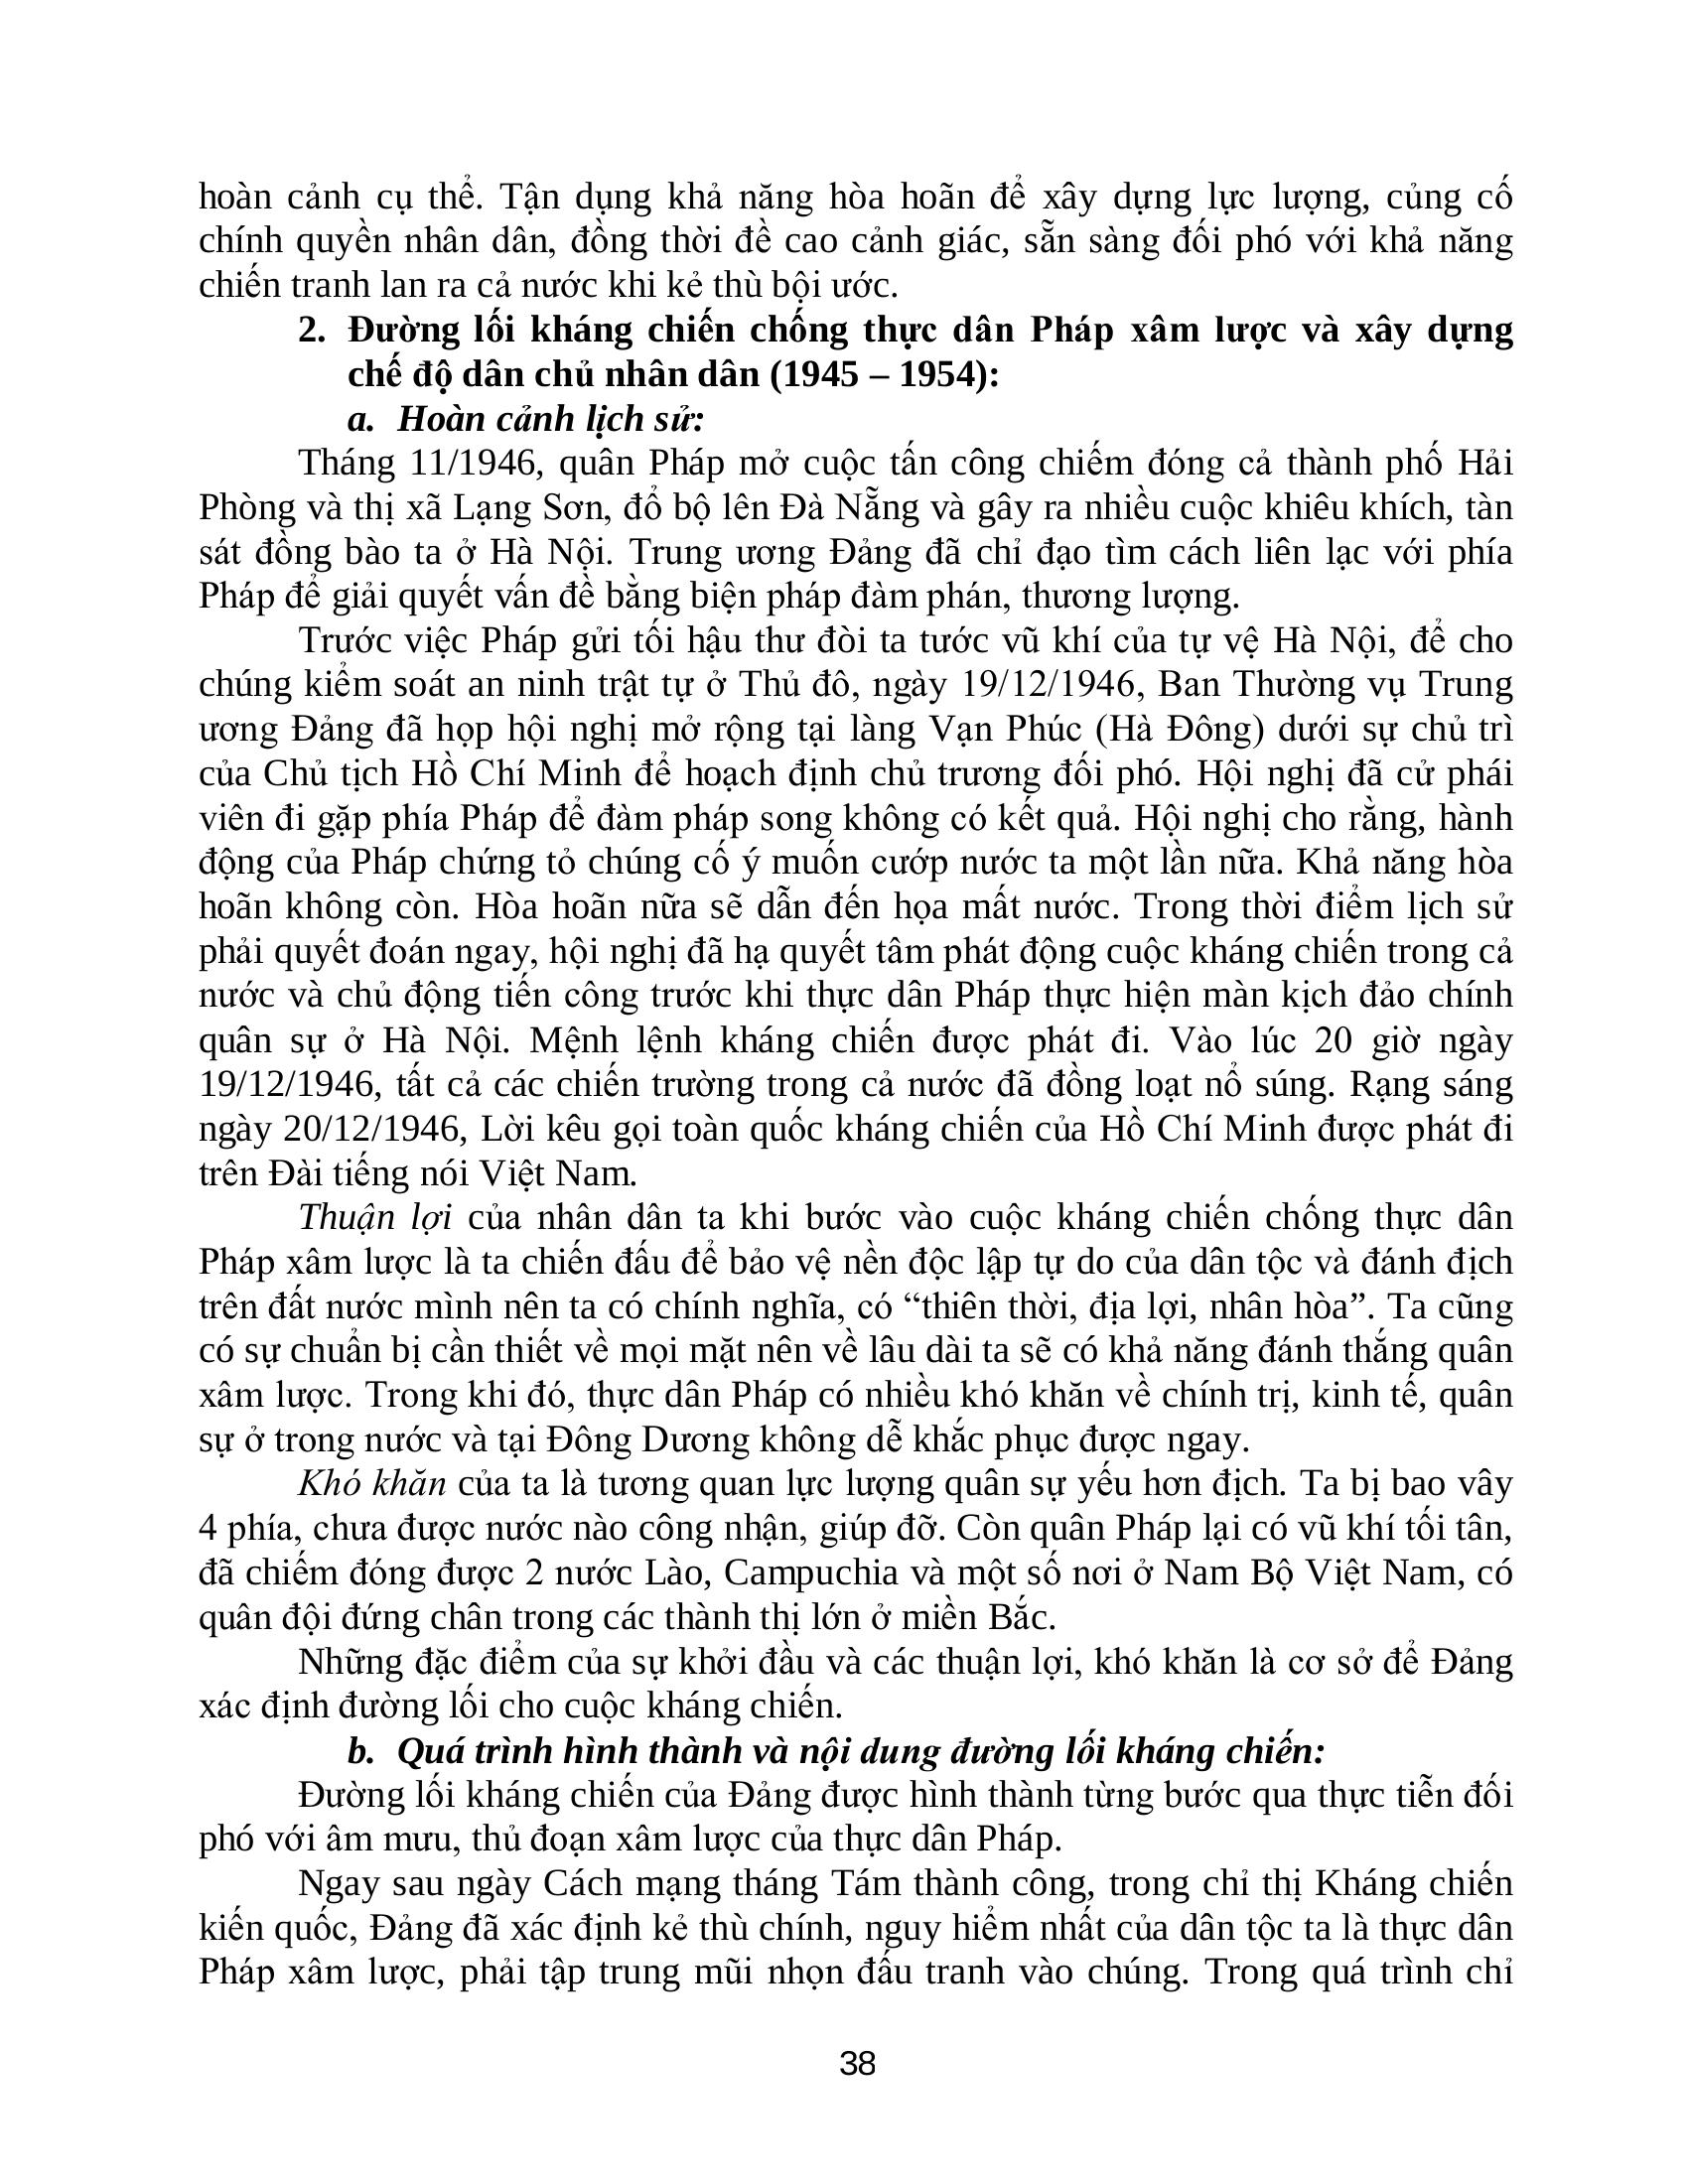 hoàn cảnh cụ thể. Tận dụng khả năng hòa hoãn để xây dựng lực lượng, củng cố
chính quyền nhân dân, đồng thời đề cao cảnh giác, sẵn sàng đối phó với khả năng
chiến tranh lan ra cả nước khi kẻ thù bội ước.
2. Đường lối kháng chiến chống thực dân Pháp xâm lược và xây dựng
chế độ dân chủ nhân dân (1945 – 1954):
a. Hoàn cảnh lịch sử:
Tháng 11/1946, quân Pháp mở cuộc tấn công chiếm đóng cả thành phố Hải
Phòng và thị xã Lạng Sơn, đổ bộ lên Đà Nẵng và gây ra nhiều cuộc khiêu khích, tàn
sát đồng bào ta ở Hà Nội. Trung ương Đảng đã chỉ đạo tìm cách liên lạc với phía
Pháp để giải quyết vấn đề bằng biện pháp đàm phán, thương lượng.
Trước việc Pháp gửi tối hậu thư đòi ta tước vũ khí của tự vệ Hà Nội, để cho
chúng kiểm soát an ninh trật tự ở Thủ đô, ngày 19/12/1946, Ban Thường vụ Trung
ương Đảng đã họp hội nghị mở rộng tại làng Vạn Phúc (Hà Đông) dưới sự chủ trì
của Chủ tịch Hồ Chí Minh để hoạch định chủ trương đối phó. Hội nghị đã cử phái
viên đi gặp phía Pháp để đàm pháp song không có kết quả. Hội nghị cho rằng, hành
động của Pháp chứng tỏ chúng cố ý muốn cướp nước ta một lần nữa. Khả năng hòa
hoãn không còn. Hòa hoãn nữa sẽ dẫn đến họa mất nước. Trong thời điểm lịch sử
phải quyết đoán ngay, hội nghị đã hạ quyết tâm phát động cuộc kháng chiến trong cả
nước và chủ động tiến công trước khi thực dân Pháp thực hiện màn kịch đảo chính
quân sự ở Hà Nội. Mệnh lệnh kháng chiến được phát đi. Vào lúc 20 giờ ngày
19/12/1946, tất cả các chiến trường trong cả nước đã đồng loạt nổ súng. Rạng sáng
ngày 20/12/1946, Lời kêu gọi toàn quốc kháng chiến của Hồ Chí Minh được phát đi
trên Đài tiếng nói Việt Nam.
Thuận lợi của nhân dân ta khi bước vào cuộc kháng chiến chống thực dân
Pháp xâm lược là ta chiến đấu để bảo vệ nền độc lập tự do của dân tộc và đánh địch
trên đất nước mình nên ta có chính nghĩa, có “thiên thời, địa lợi, nhân hòa”. Ta cũng
có sự chuẩn bị cần thiết về mọi mặt nên về lâu dài ta sẽ có khả năng đánh thắng quân
xâm lược. Trong khi đó, thực dân Pháp có nhiều khó khăn về chính trị, kinh tế, quân
sự ở trong nước và tại Đông Dương không dễ khắc phục được ngay.
Khó khăn của ta là tương quan lực lượng quân sự yếu hơn địch. Ta bị bao vây
4 phía, chưa được nước nào công nhận, giúp đỡ. Còn quân Pháp lại có vũ khí tối tân,
đã chiếm đóng được 2 nước Lào, Campuchia và một số nơi ở Nam Bộ Việt Nam, có
quân đội đứng chân trong các thành thị lớn ở miền Bắc.
Những đặc điểm của sự khởi đầu và các thuận lợi, khó khăn là cơ sở để Đảng
xác định đường lối cho cuộc kháng chiến.
b. Quá trình hình thành và nội dung đường lối kháng chiến:
Đường lối kháng chiến của Đảng được hình thành từng bước qua thực tiễn đối
phó với âm mưu, thủ đoạn xâm lược của thực dân Pháp.
Ngay sau ngày Cách mạng tháng Tám thành công, trong chỉ thị Kháng chiến
kiến quốc, Đảng đã xác định kẻ thù chính, nguy hiểm nhất của dân tộc ta là thực dân
Pháp xâm lược, phải tập trung mũi nhọn đấu tranh vào chúng. Trong quá trình chỉ
38